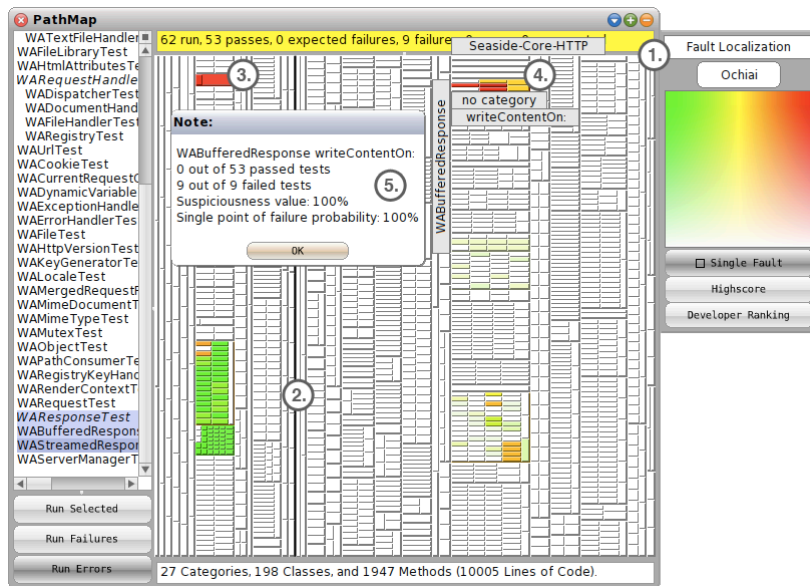 PathMap
WATextFileHandler
WAFileLibraryTest
WAHtmlAttributesTe
WARequestHandle
WADispatcherTest
WADocumentHand
WAFileHandlerTest
WARegistryTest
WAUrlTest
WACookieTest
WACurrentRequestC
WADynamicVariable
WAExceptionHandle
WAErrorHandlerTes
WAFileTest
WAHttpVersionTest
WAKeyGeneratorTe
WALocaleTest
WAMergedRequestF
WAMimeDocumentT
WAMimeTypeTest
WAMutexTest
WAObjectTest
WAPathConsumerTe
WARegistryKeyHand
WARenderContextT
WARequestTest
WAResponseTest
WABufferedRespons
WAStreamedRespor
WAServerManagerT
Run Selected
Run Failures
Run Errors
62 run, 53 passes, 0 expected failures, 9 failure
Seaside-Core-HTTP
3.
4.
no category
writeContentOn:
WABufferedResponse
Note:
WABufferedResponse writeContentOn:
0 out of 53 passed tests
9 out of 9 failed tests
Suspiciousness value: 100%
Single point of failure probability: 100%
5.
OK
2.
27 Categories, 198 Classes, and 1947 Methods (10005 Lines of Code).
1.
Fault Localization
Ochiai
Single Fault
Highscore
Developer Ranking